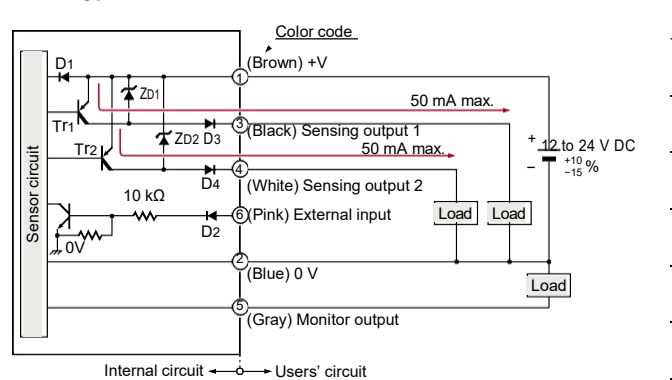 Color code
(Brown) +V
D1
1
ZD1
50 mA max.
Tr1
3
(Black) Sensing output 1
12 to 24 V DC
+10
−15 %
+
−
Tr2
ZD2 D3
50 mA max.
4
D4
(White) Sensing output 2
Sensor circuit
10 kΩ
6
(Pink) External input
Load
Load
D2
0V
2
(Blue) 0 V
Load
5
(Gray) Monitor output
Internal circuit
Users' circuit